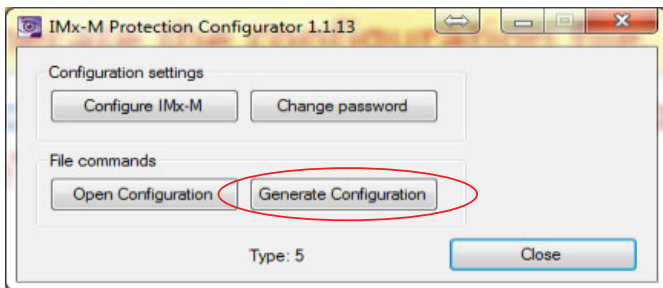 IMx-M Protection Configurator 1.1.13
Configuration settings
Configure IMx-M Change password
File commands
Open Configuration Generate Configuration
Type: 5 Close